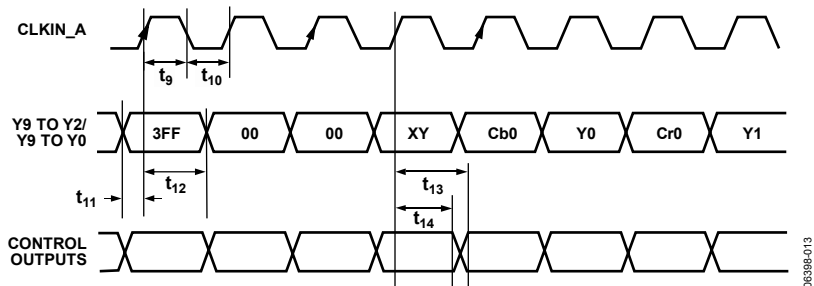 CLKIN_A
t9 t10
Y9 TO Y2/
Y9 TO Y0
3FF 00 00 XY Cb0 Y0 Cr0 Y1
t11
t12
t13
t14
CONTROL
OUTPUTS
06398-013